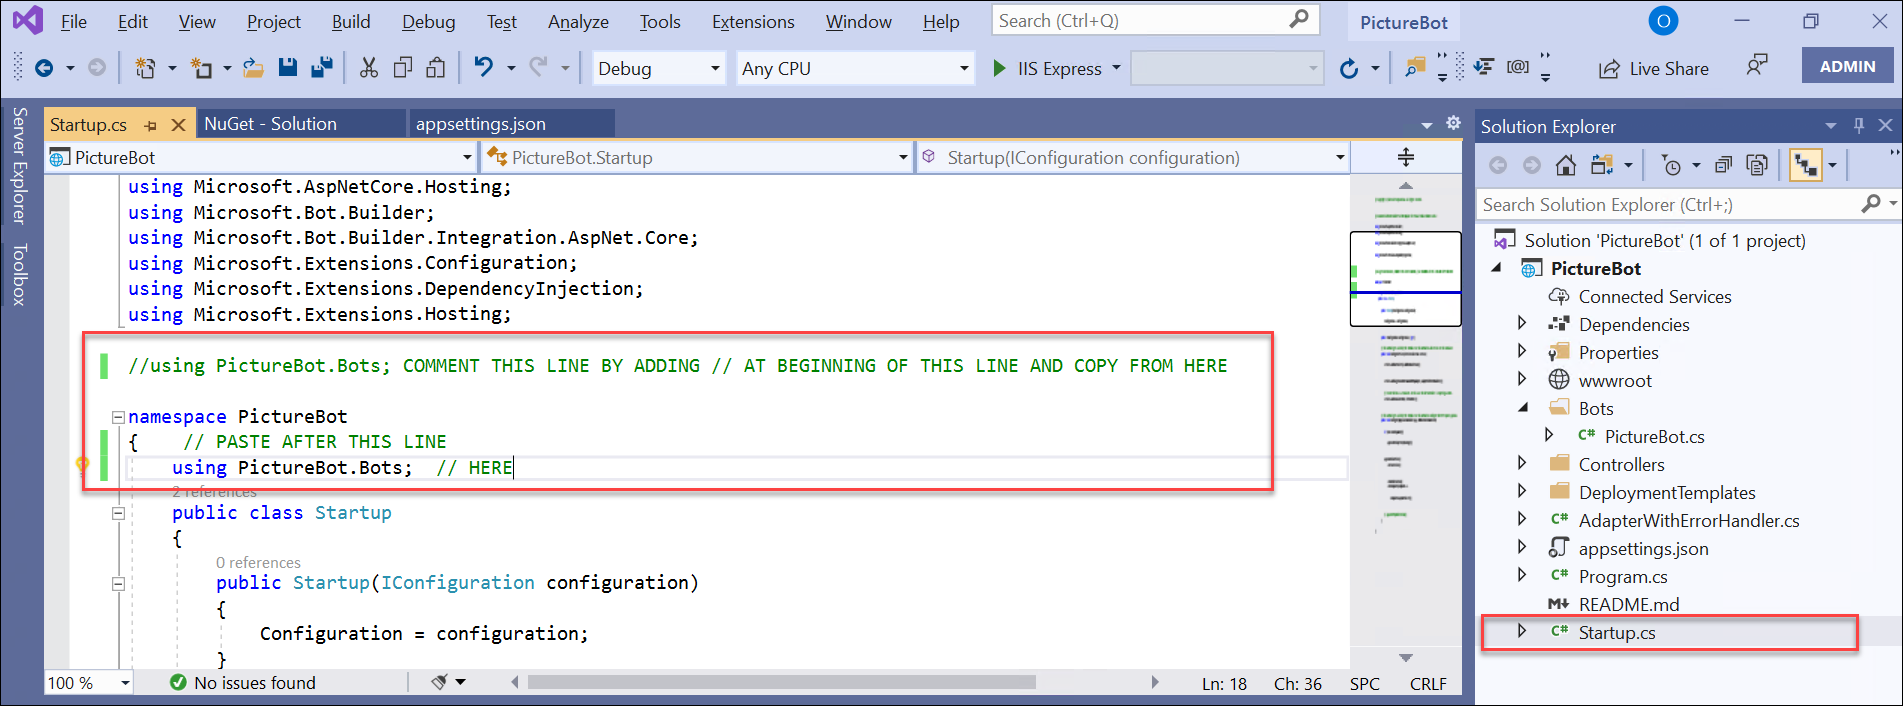 File Edit View Project Build Debug Test Analyze Tools Extensions Window Help Search (Ctrl+Q) PictureBot O
Debug Any CPU IIS Express Live Share ADMIN
Server Explorer
Toolbox
Startup.cs NuGet - Solution appsettings.json
PictureBot PictureBot.Startup Startup(IConfiguration configuration)
using Microsoft.AspNetCore.Hosting;
using Microsoft.Bot.Builder;
using Microsoft.Bot.Builder.Integration.AspNet.Core;
using Microsoft.Extensions.Configuration;
using Microsoft.Extensions.DependencyInjection;
using Microsoft.Extensions.Hosting;
//using PictureBot.Bots; COMMENT THIS LINE BY ADDING // AT BEGINNING OF THIS LINE AND COPY FROM HERE
namespace PictureBot
{ // PASTE AFTER THIS LINE
using PictureBot.Bots; // HERE
2 references
public class Startup
{
0 references
public Startup(IConfiguration configuration)
{
Configuration = configuration;
}
100 % No issues found Ln: 18 Ch: 36 SPC CRLF
Solution Explorer
Search Solution Explorer (Ctrl+;)
Solution 'PictureBot' (1 of 1 project)
PictureBot
Connected Services
Dependencies
Properties
wwwroot
Bots
C# PictureBot.cs
Controllers
DeploymentTemplates
C# AdapterWithErrorHandler.cs
appsettings.json
C# Program.cs
M README.md
C# Startup.cs